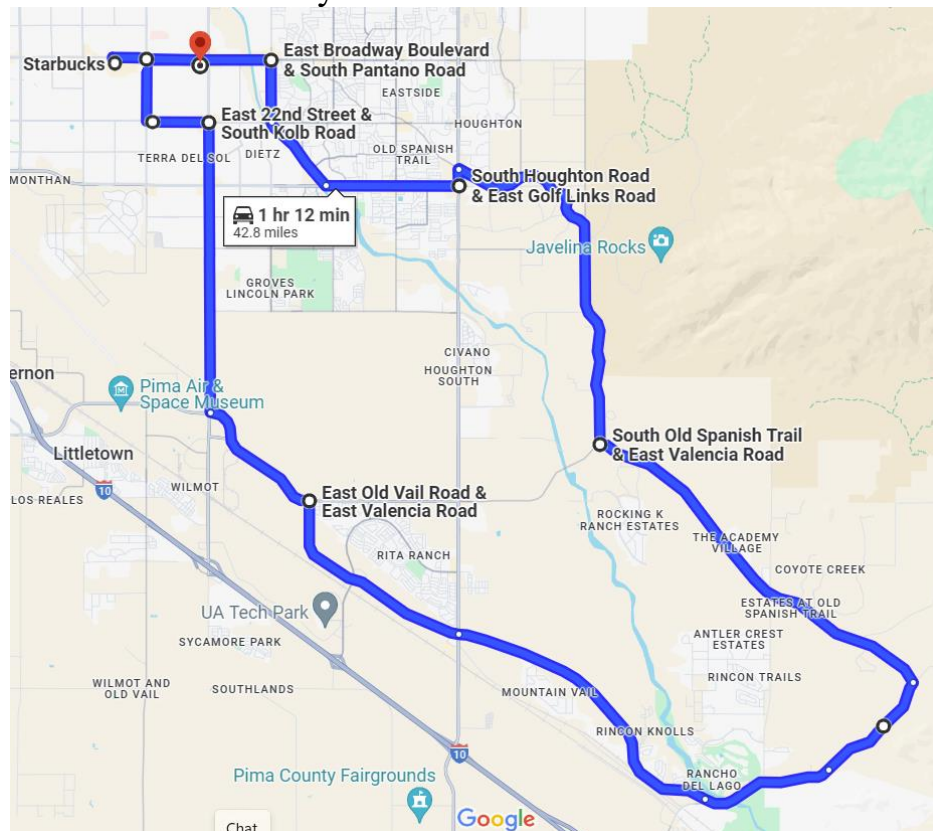 East Broadway Boulevard
& South Pantano Road
Starbucks
EASTSIDE
East 22nd Street &
South Kolb Road
HOUGHTON
OLD SPANISH
TRAIL
TERRA DEL SOL
DIETZ
MONTHAN
South Houghton Road
& East Golf Links Road
1 hr 12 min
42.8 miles
Javelina Rocks
GROVES
LINCOLN PARK
CIVANO
HOUGHTON
SOUTH
ernon
Pima Air &
Space Museum
South Old Spanish Trail
& East Valencia Road
Littletown
10
WILMOT
LOS REALES
East Old Vail Road &
East Valencia Road
ROCKING K
RANCH ESTATES
THE ACADEMY
VILLAGE
RITA RANCH
COYOTE CREEK
UA Tech Park
ESTATES AT OLD
SPANISH TRAIL
SYCAMORE PARK
ANTLER CREST
ESTATES
WILMOT AND
OLD VAIL
SOUTHLANDS
RINCON TRAILS
MOUNTAIN VAIL
RINCON KNOLLS
10
Pima County Fairgrounds
RANCHO
DEL LAGO
Google
Chat